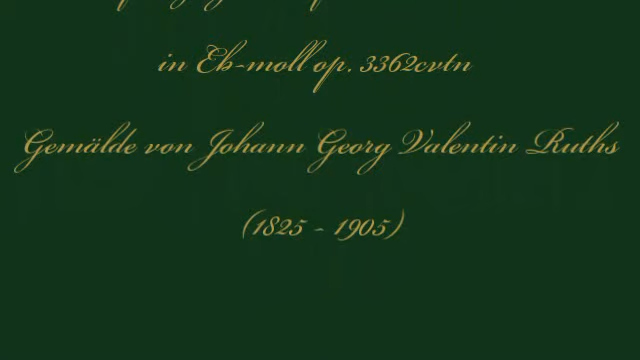 in Eb-moll op. 3362cvtn
Gemälde von Johann Georg Valentin Ruths
(1825 - 1905)